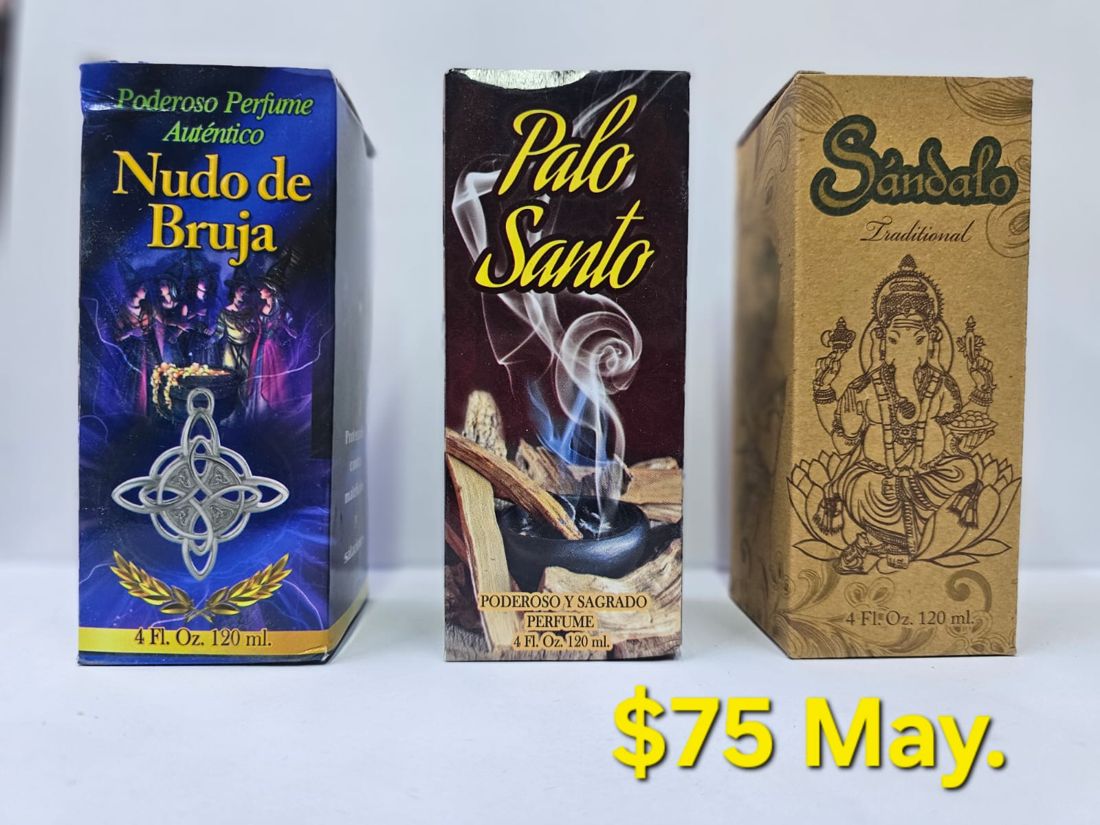 Poderoso Perfume
Auténtico
Nudo de
Bruja
4 Fl. Oz. 120 ml.
Palo
Santo
PODEROSO Y SAGRADO
PERFUME
4 Fl. Oz. 120 ml.
Sándalo
Traditional
4 Fl. Oz. 120 ml.
$75 May.